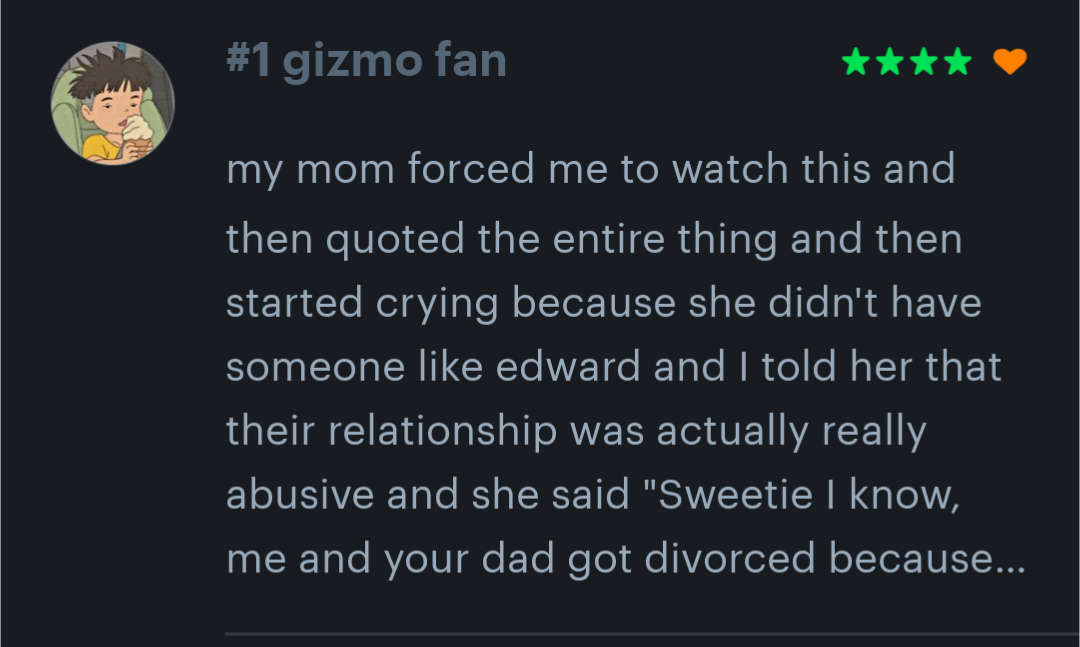 #1 gizmo fan
my mom forced me to watch this and
then quoted the entire thing and then
started crying because she didn't have
someone like edward and I told her that
their relationship was actually really
abusive and she said "Sweetie I know,
me and your dad got divorced because...